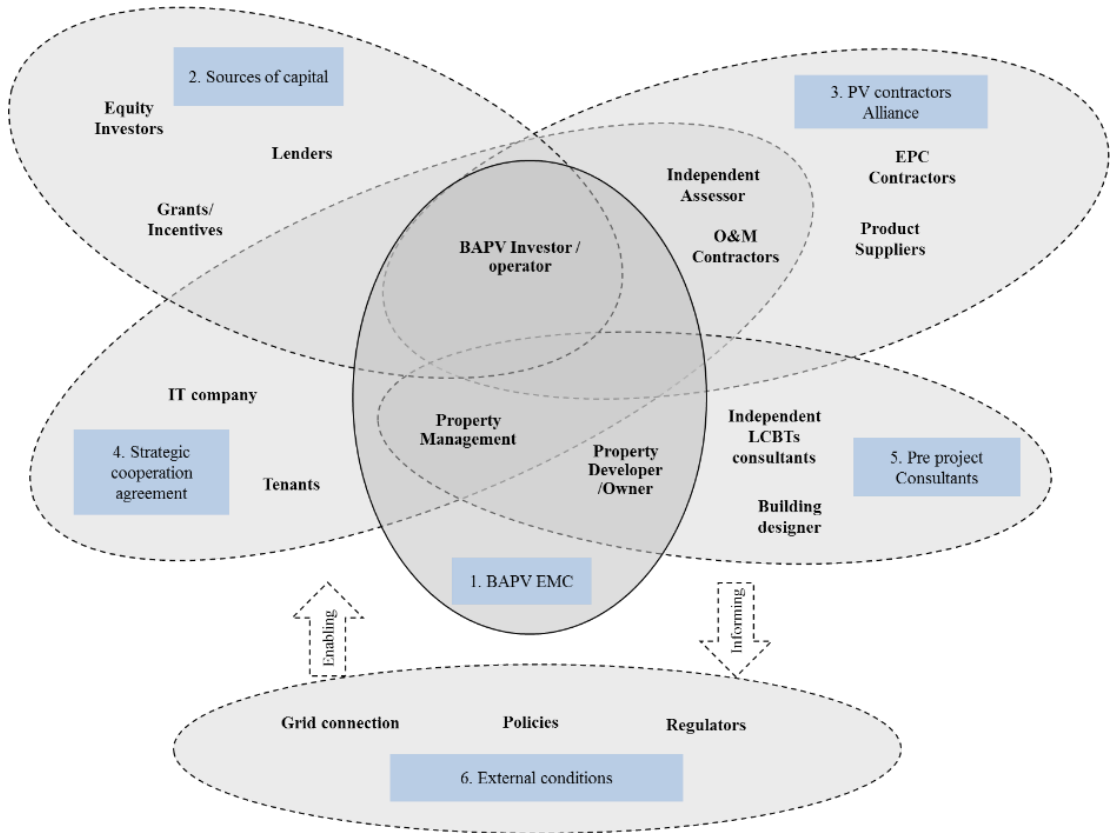 2. Sources of capital
Equity
Investors
Lenders
Grants/
Incentives
3. PV contractors
Alliance
EPC
Contractors
Independent
Assessor
O&M
Contractors
Product
Suppliers
BAPV Investor /
operator
IT company
4. Strategic
cooperation
agreement
Tenants
Property
Management
Property
Developer
/Owner
Independent
LCBTs
consultants
5. Pre project
Consultants
Building
designer
1. BAPV EMC
Enabling
Informing
Grid connection
Policies
Regulators
6. External conditions